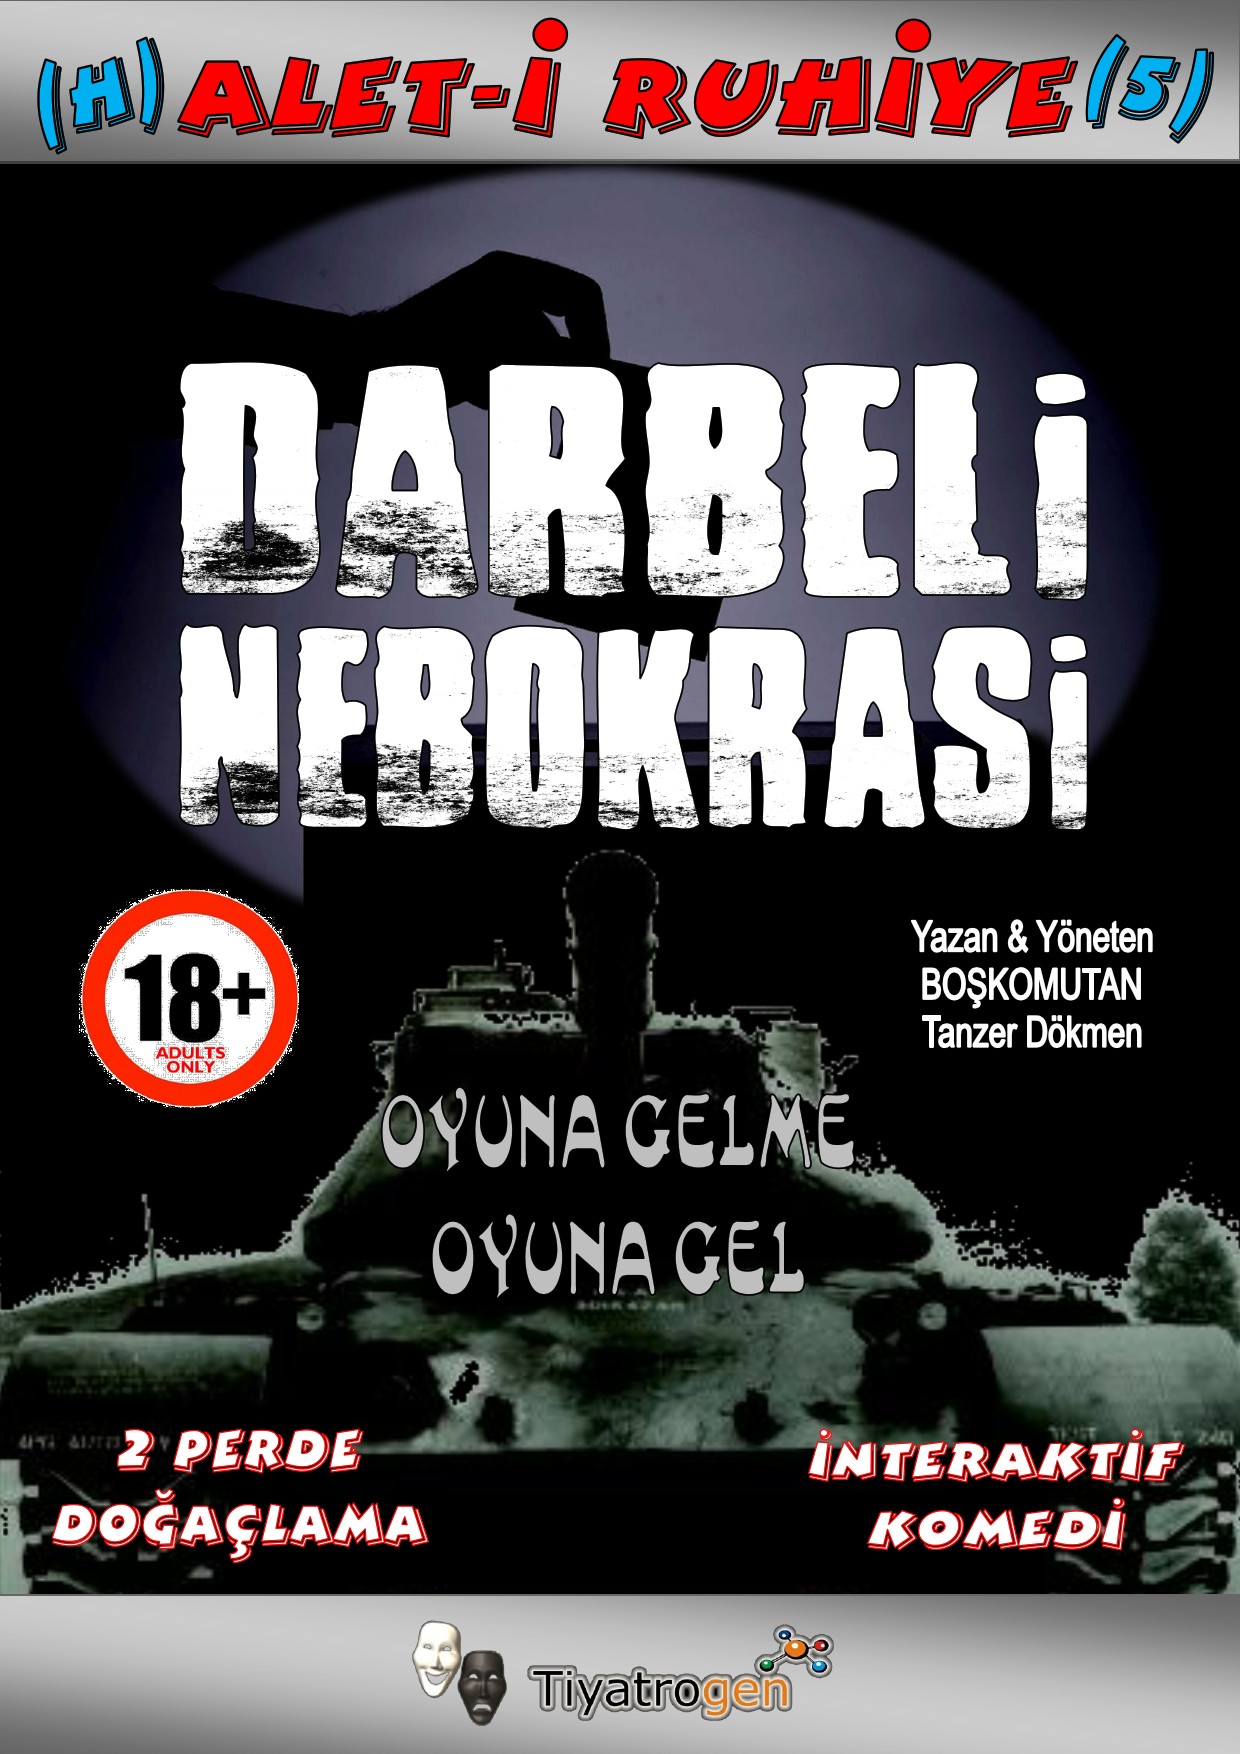 (H)ALET-İ RUHİYE(5)
DARBELİ
NEBOKRASİ
18+
ADULTS
ONLY
Yazan & Yöneten
BOŞKOMUTAN
Tanzer Dökmen
OYUNA GELME
OYUNA GEL
2 PERDE
DOĞAÇLAMA
İNTERAKTİF
KOMEDİ
Tiyatrogen